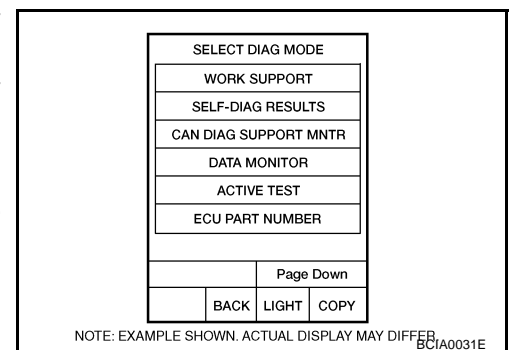 SELECT DIAG MODE
WORK SUPPORT
SELF-DIAG RESULTS
CAN DIAG SUPPORT MNTR
DATA MONITOR
ACTIVE TEST
ECU PART NUMBER
Page Down
BACK LIGHT COPY
NOTE: EXAMPLE SHOWN. ACTUAL DISPLAY MAY DIFFER
BCIA0031E